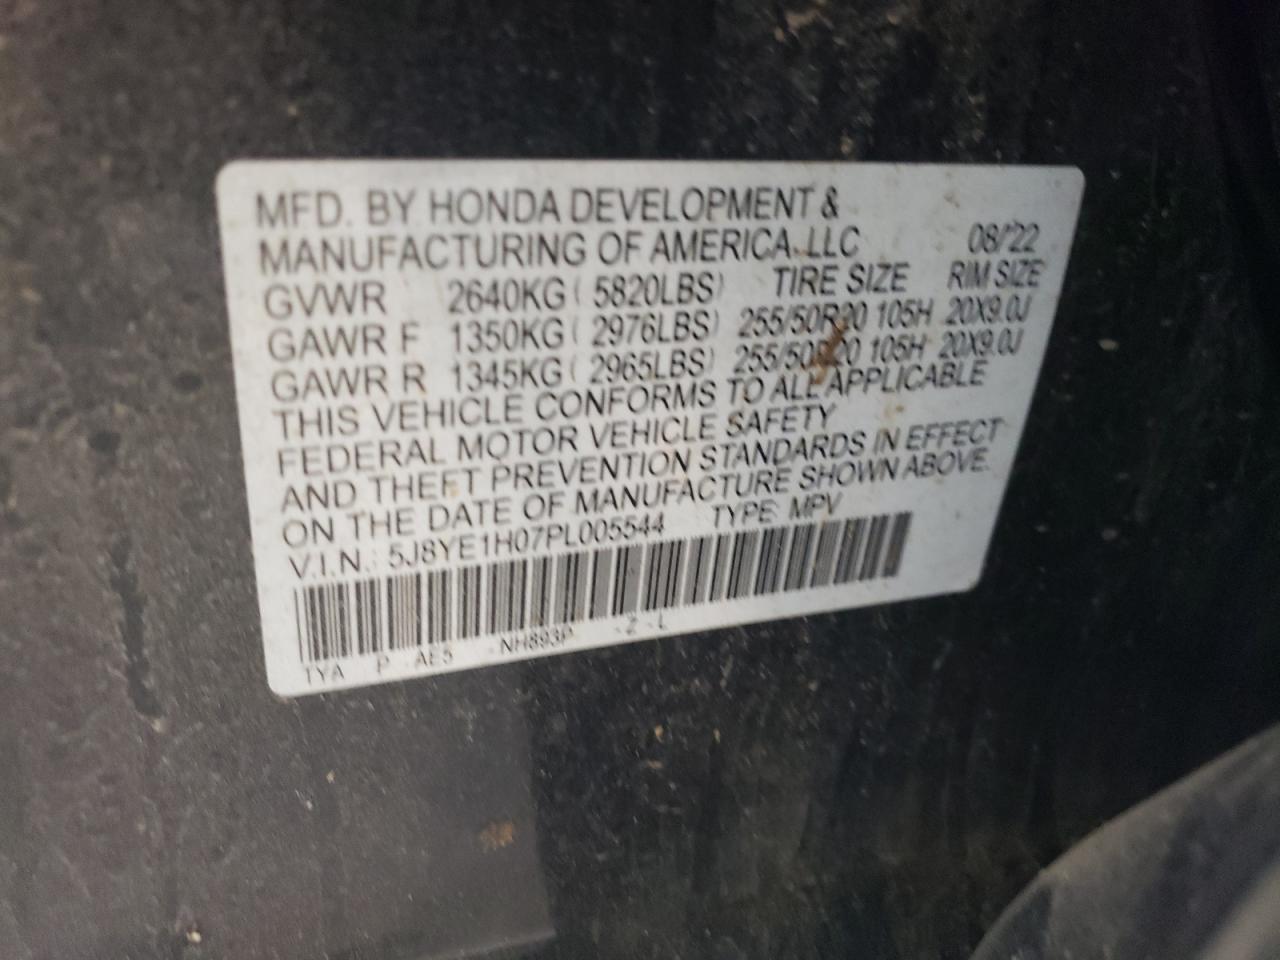 MFD. BY HONDA DEVELOPMENT &
MANUFACTURING OF AMERICA, LLC 08/'22
GVWR 2640KG ( 5820LBS) TIRE SIZE RIM SIZE
GAWR F 1350KG ( 2976LBS) 255/50R20 105H 20X9.0J
GAWR R 1345KG ( 2965LBS) 255/50R20 105H 20X9.0J
THIS VEHICLE CONFORMS TO ALL APPLICABLE
FEDERAL MOTOR VEHICLE SAFETY
AND THEFT PREVENTION STANDARDS IN EFFECT
ON THE DATE OF MANUFACTURE SHOWN ABOVE.
V.I.N.: 5J8YE1H07PL005544 TYPE: MPV
TYA P - AE5 - NH893P - Z - L